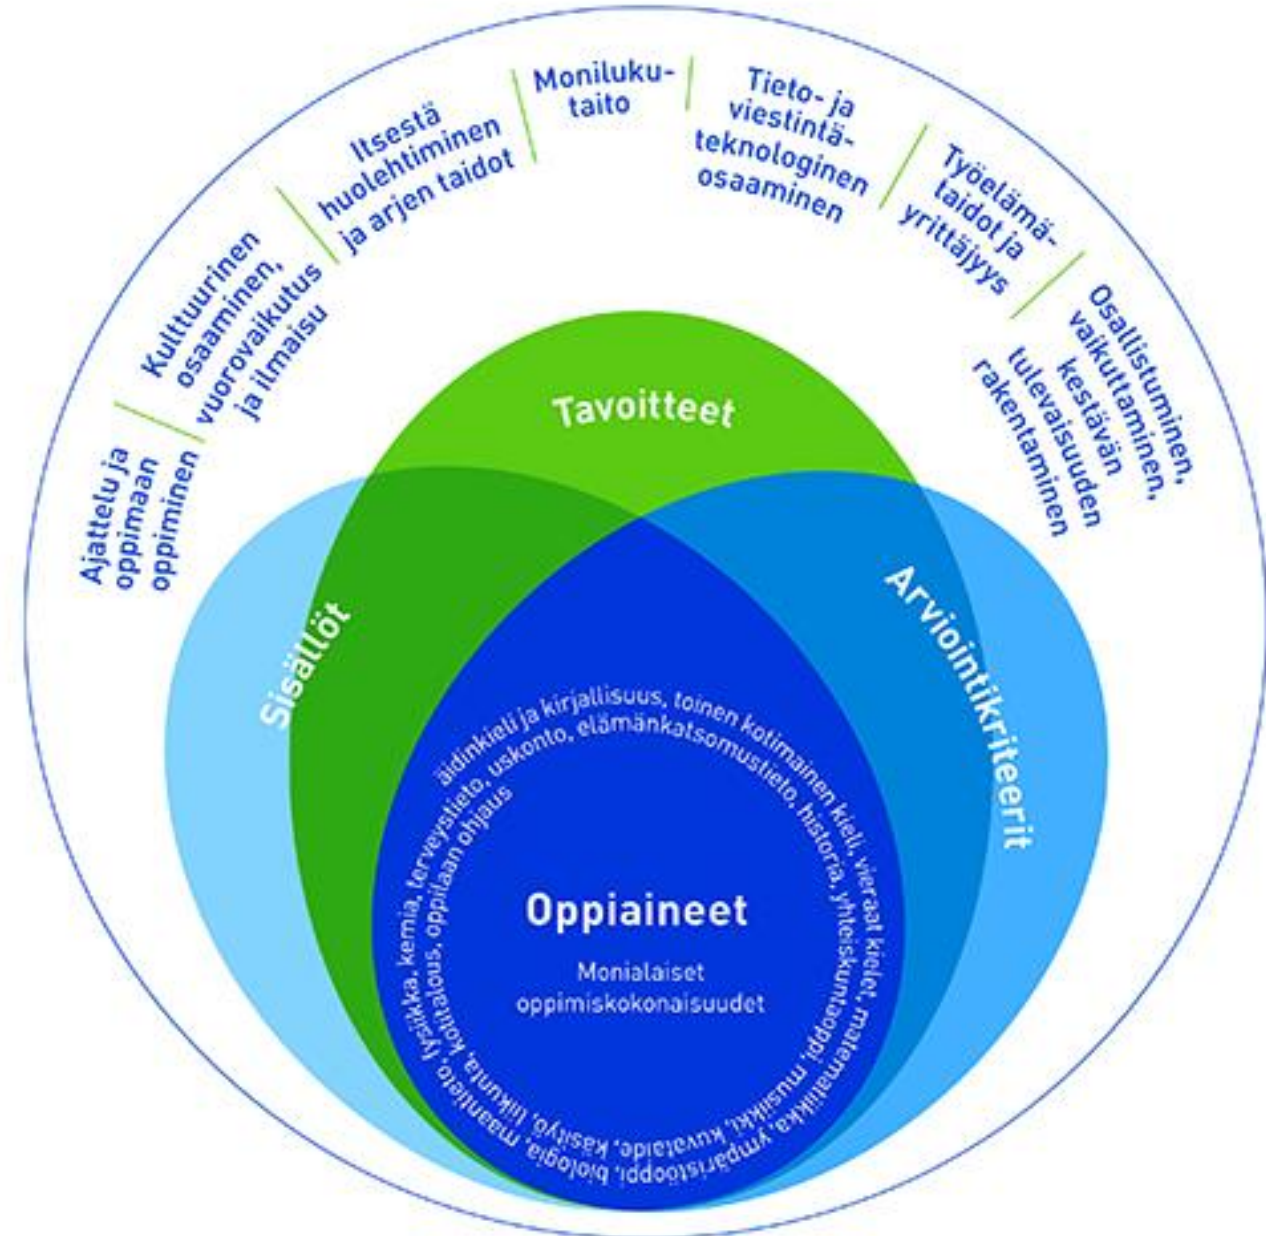 Ajattelu ja
oppimaan
oppiminen
Kulttuurinen
osaaminen,
vuorovaikutus
ja ilmaisu
Itsestä
huolehtiminen
ja arjen taidot
Moniluku-
taito
Tieto- ja
viestintä-
teknologinen
osaaminen
Työelämä-
taidot ja
yrittäjyys
Osallistuminen,
vaikuttaminen,
kestävän
tulevaisuuden
rakentaminen
Tavoitteet
Sisällöt
Arviointikriteerit
äidinkieli ja kirjallisuus, toinen kotimainen kieli, vieraat kielet, matematiikka, ympäristöoppi, biologia, maantieto, fysiikka, kemia, terveystieto, uskonto, elämänkatsomustieto, historia, yhteiskuntaoppi, musiikki, kuvataide, käsityö, liikunta, kotitalous, oppilaan ohjaus
Oppiaineet
Monialaiset
oppimiskokonaisuudet